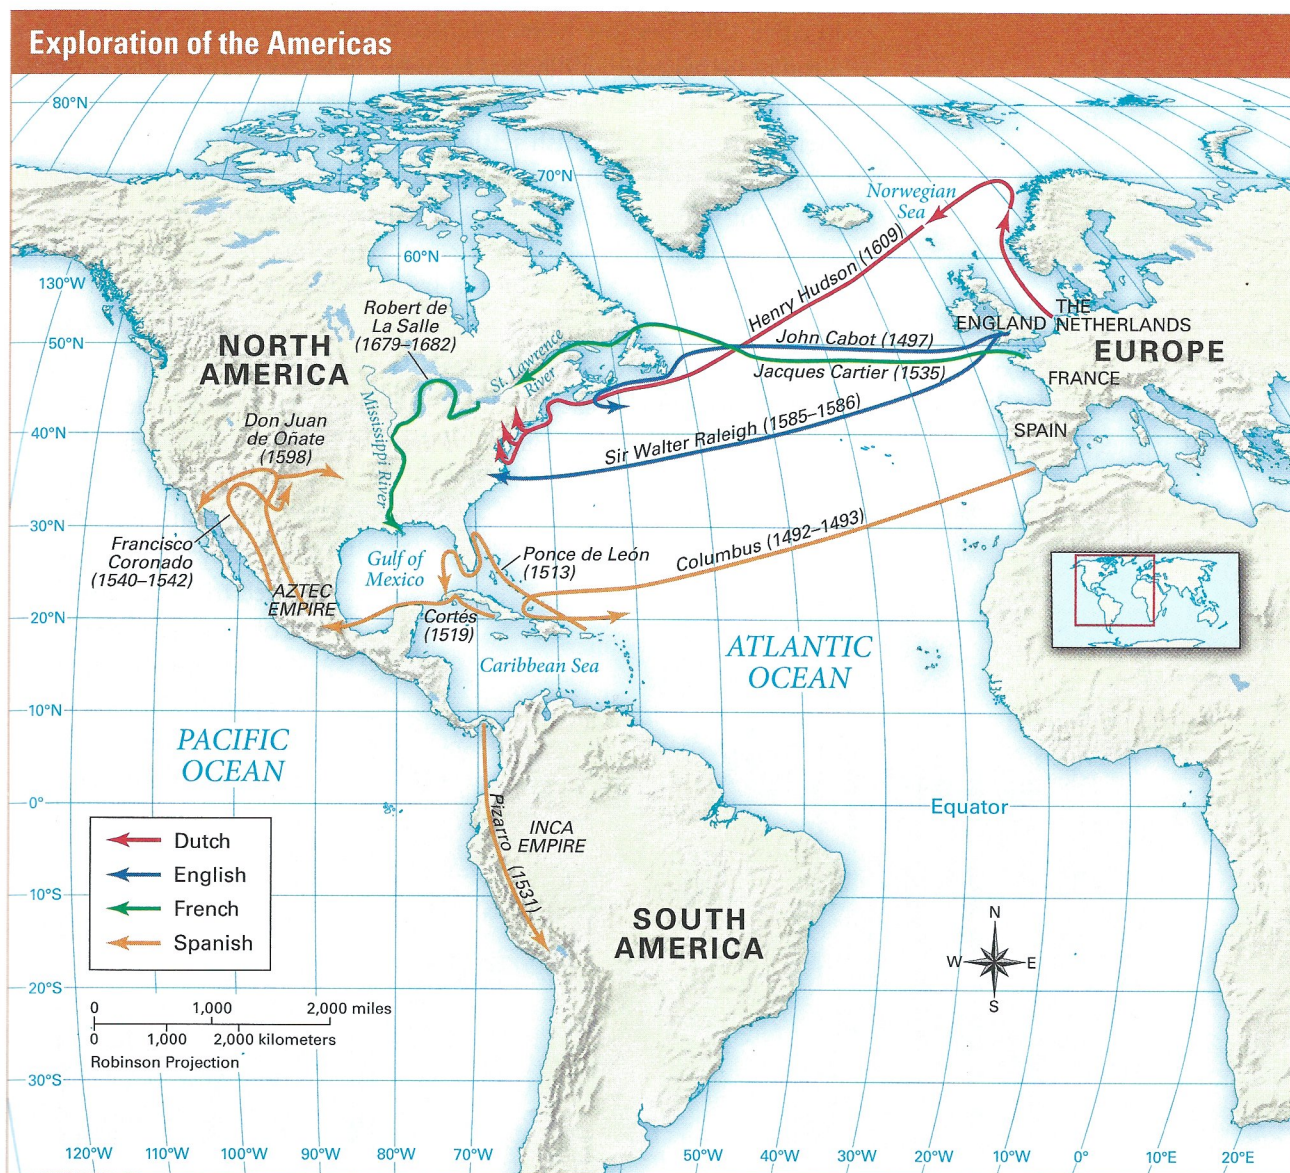 Exploration of the Americas
80°N
70°N
Norwegian
Sea
60°N
130°W
Henry Hudson (1609)
Robert de
La Salle
(1679–1682)
THE
NETHERLANDS
ENGLAND
50°N
NORTH
AMERICA
St. Lawrence
River
John Cabot (1497)
EUROPE
Jacques Cartier (1535)
FRANCE
Mississippi River
Don Juan
de Oñate
(1598)
40°N
Sir Walter Raleigh (1585–1586)
SPAIN
30°N
Francisco
Coronado
(1540–1542)
Gulf of
Mexico
Ponce de León
(1513)
Columbus (1492–1493)
AZTEC
EMPIRE
20°N
Cortés
(1519)
Caribbean Sea
ATLANTIC
OCEAN
10°N
PACIFIC
OCEAN
0°
Equator
Pizarro (1531)
INCA
EMPIRE
Dutch
English
French
Spanish
10°S
SOUTH
AMERICA
N
W
E
S
20°S
0 1,000 2,000 miles
0 1,000 2,000 kilometers
Robinson Projection
30°S
120°W 110°W 100°W 90°W 80°W 70°W 50°W 40°W 30°W 20°W 10°W 0° 10°E 20°E